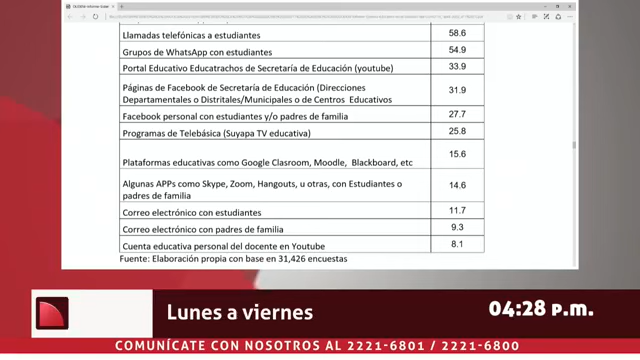 Llamadas telefónicas a estudiantes 58.6
Grupos de WhatsApp con estudiantes 54.9
Portal Educativo Educatrachos de Secretaría de Educación (youtube) 33.9
Páginas de Facebook de Secretaría de Educación (Direcciones
Departamentales o Distritales/Municipales o de Centros Educativos 31.9
Facebook personal con estudiantes y/o padres de familia 27.7
Programas de Telebásica (Suyapa TV educativa) 25.8
Plataformas educativas como Google Clasroom, Moodle, Blackboard, etc 15.6
Algunas APPs como Skype, Zoom, Hangouts, u otras, con Estudiantes o
padres de familia 14.6
Correo electrónico con estudiantes 11.7
Correo electrónico con padres de familia 9.3
Cuenta educativa personal del docente en Youtube 8.1
Fuente: Elaboración propia con base en 31,426 encuestas
Lunes a viernes
04:28 p.m.
COMUNÍCATE CON NOSOTROS AL 2221-6801 / 2221-6800